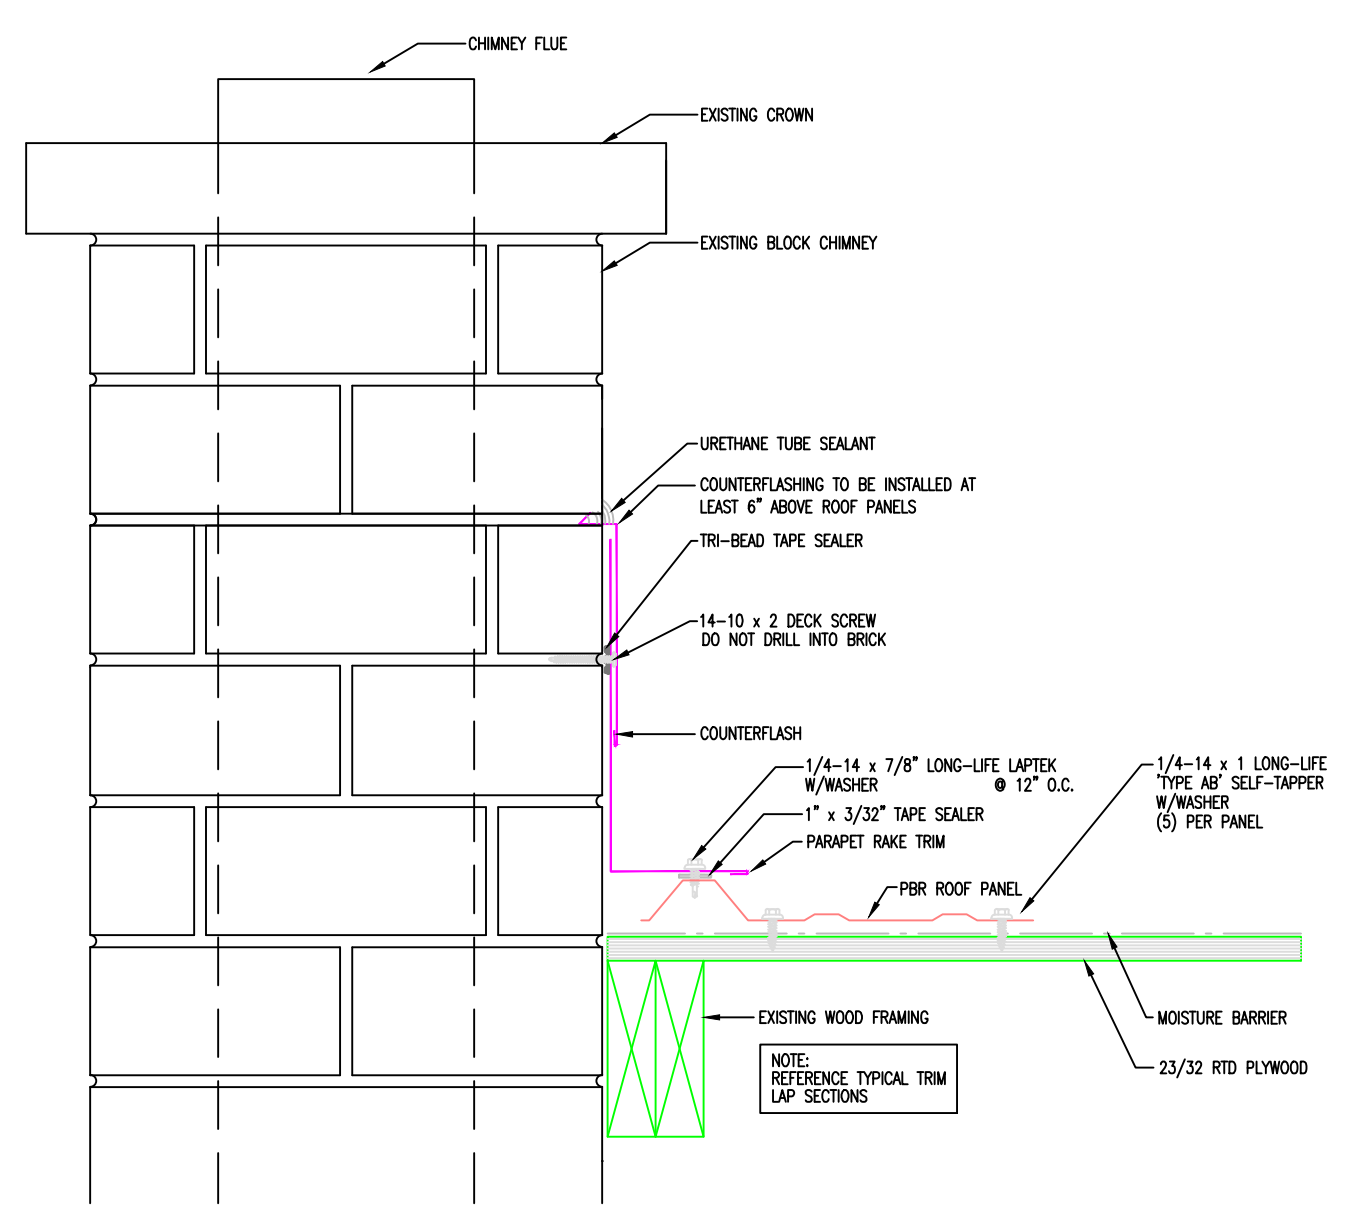 CHIMNEY FLUE
EXISTING CROWN
EXISTING BLOCK CHIMNEY
URETHANE TUBE SEALANT
COUNTERFLASHING TO BE INSTALLED AT
LEAST 6" ABOVE ROOF PANELS
TRI-BEAD TAPE SEALER
14-10 x 2 DECK SCREW
DO NOT DRILL INTO BRICK
COUNTERFLASH
1/4-14 x 7/8" LONG-LIFE LAPTEK
W/WASHER @ 12" O.C.
1" x 3/32" TAPE SEALER
PARAPET RAKE TRIM
1/4-14 x 1 LONG-LIFE
'TYPE AB' SELF-TAPPER
W/WASHER
(5) PER PANEL
PBR ROOF PANEL
EXISTING WOOD FRAMING
MOISTURE BARRIER
23/32 RTD PLYWOOD
NOTE:
REFERENCE TYPICAL TRIM
LAP SECTIONS